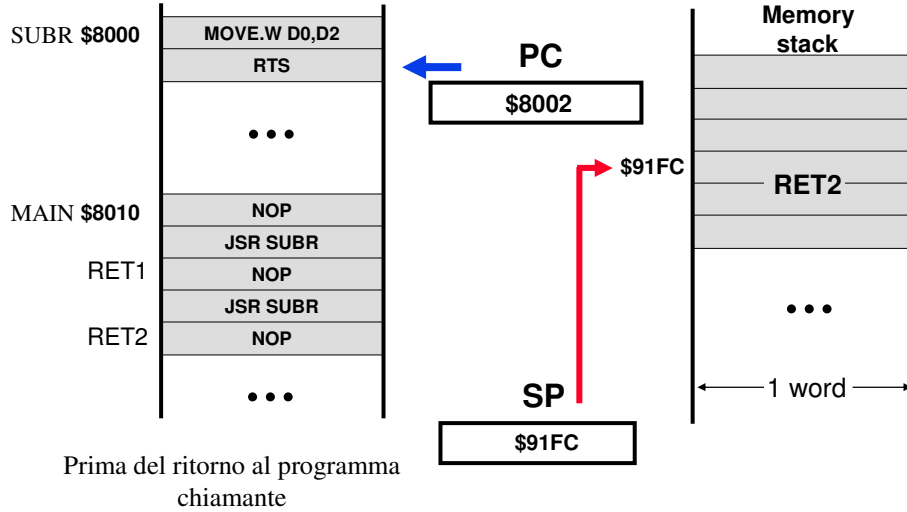 SUBR $8000
MOVE.W D0,D2
RTS
•••
MAIN $8010
NOP
JSR SUBR
RET1
NOP
JSR SUBR
RET2
NOP
•••
Prima del ritorno al programma
chiamante
PC
$8002
SP
$91FC
Memory
stack
$91FC
RET2
•••
1 word